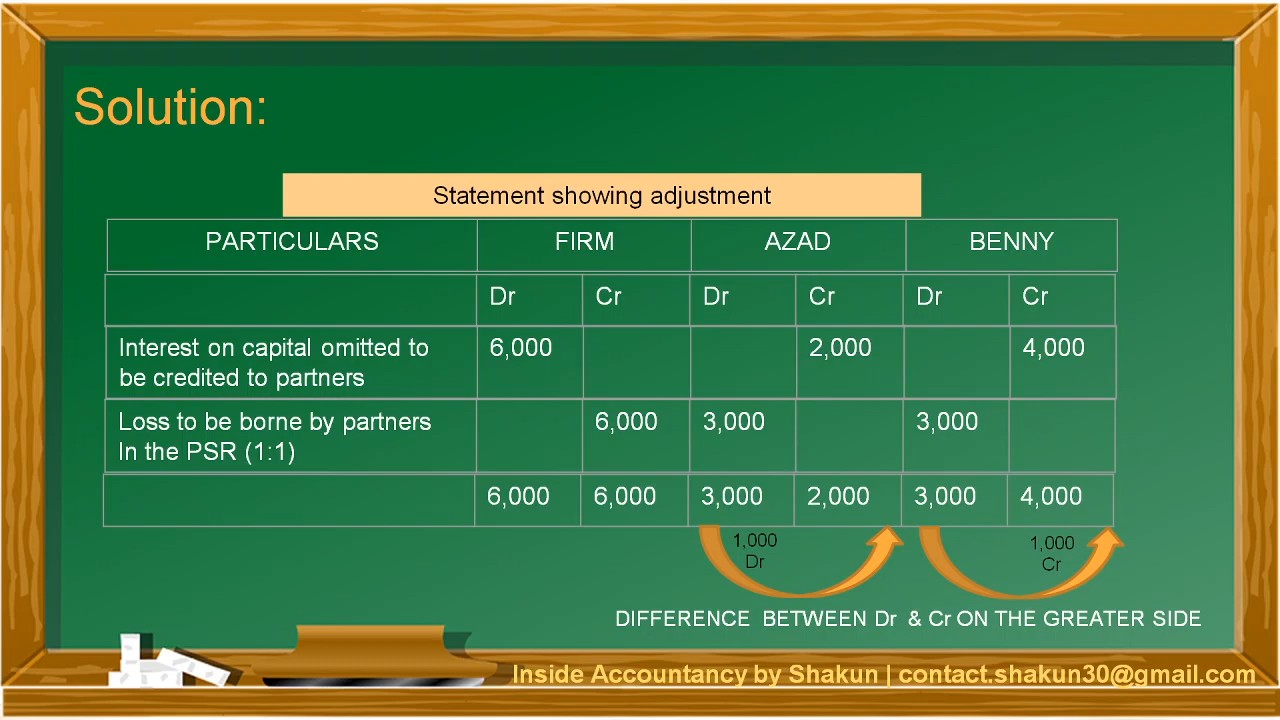 Solution:
Statement showing adjustment
PARTICULARS FIRM AZAD BENNY
Dr Cr Dr Cr Dr Cr
Interest on capital omitted to
be credited to partners
6,000 2,000 4,000
Loss to be borne by partners
In the PSR (1:1)
6,000 3,000 3,000
6,000 6,000 3,000 2,000 3,000 4,000
1,000
Dr
1,000
Cr
DIFFERENCE BETWEEN Dr & Cr ON THE GREATER SIDE
Inside Accountancy by Shakun | contact.shakun30@gmail.com